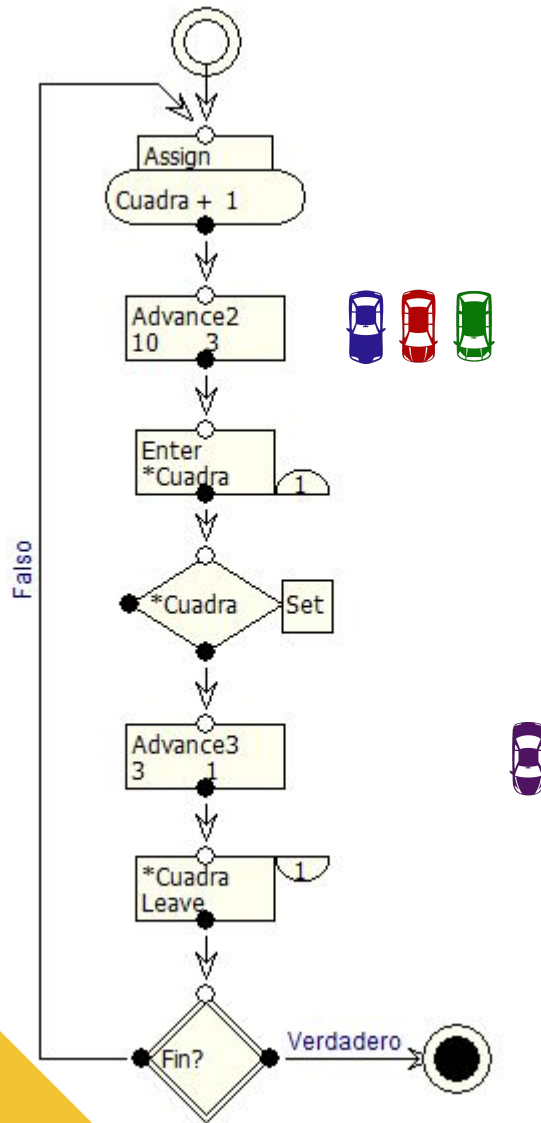 Assign
Cuadra + 1
Advance2
10 3
Enter
*Cuadra
1
*Cuadra
Set
Falso
Advance3
3 1
*Cuadra
Leave
1
Fin?
Verdadero